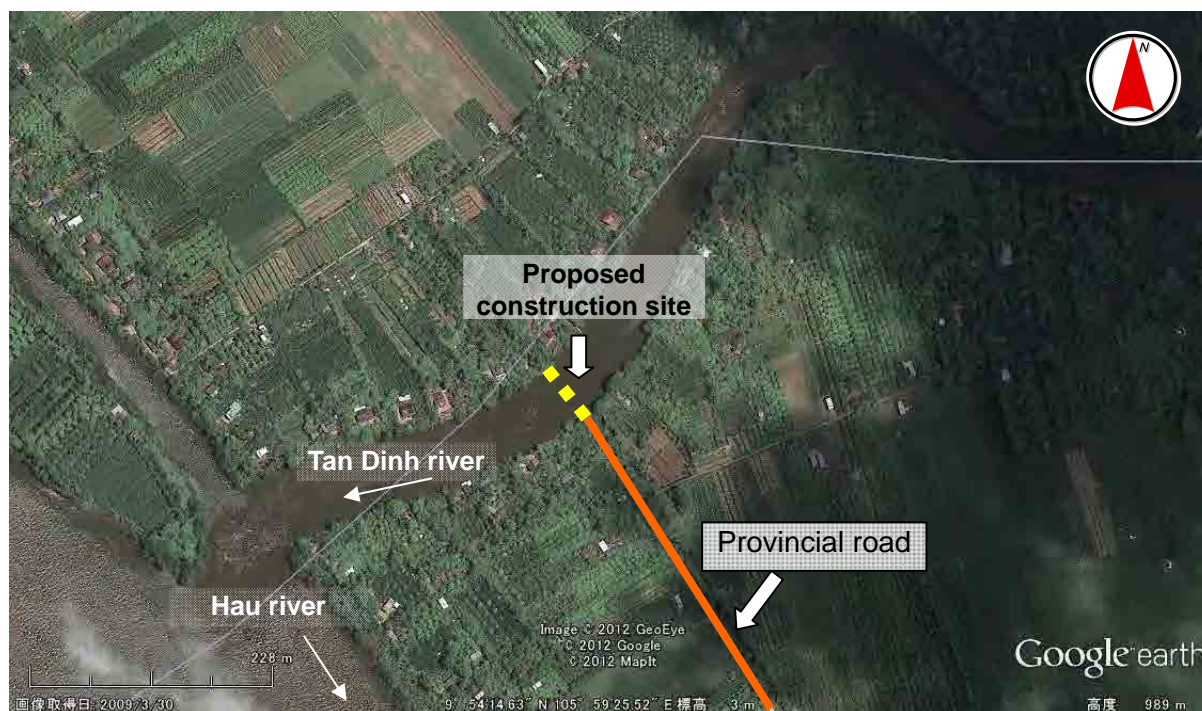 N
Proposed
construction site
Tan Dinh river
Provincial road
Hau river
Image © 2012 GeoEye
© 2012 Google
© 2012 MapIt
228 m
Google earth
画像取得日: 2009/3/30
9° 54'14.63" N 105° 59'25.52" E 標高 3 m
高度 989 m